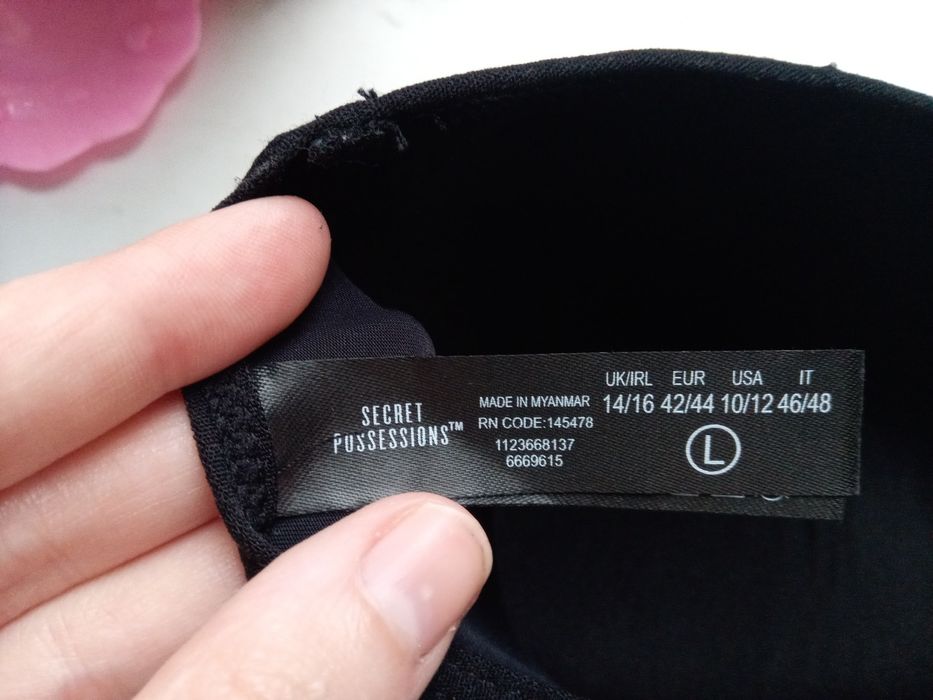 SECRET
POSSESSIONS™
MADE IN MYANMAR
RN CODE:145478
1123668137
6669615
UK/IRL EUR USA IT
14/16 42/44 10/12 46/48
L